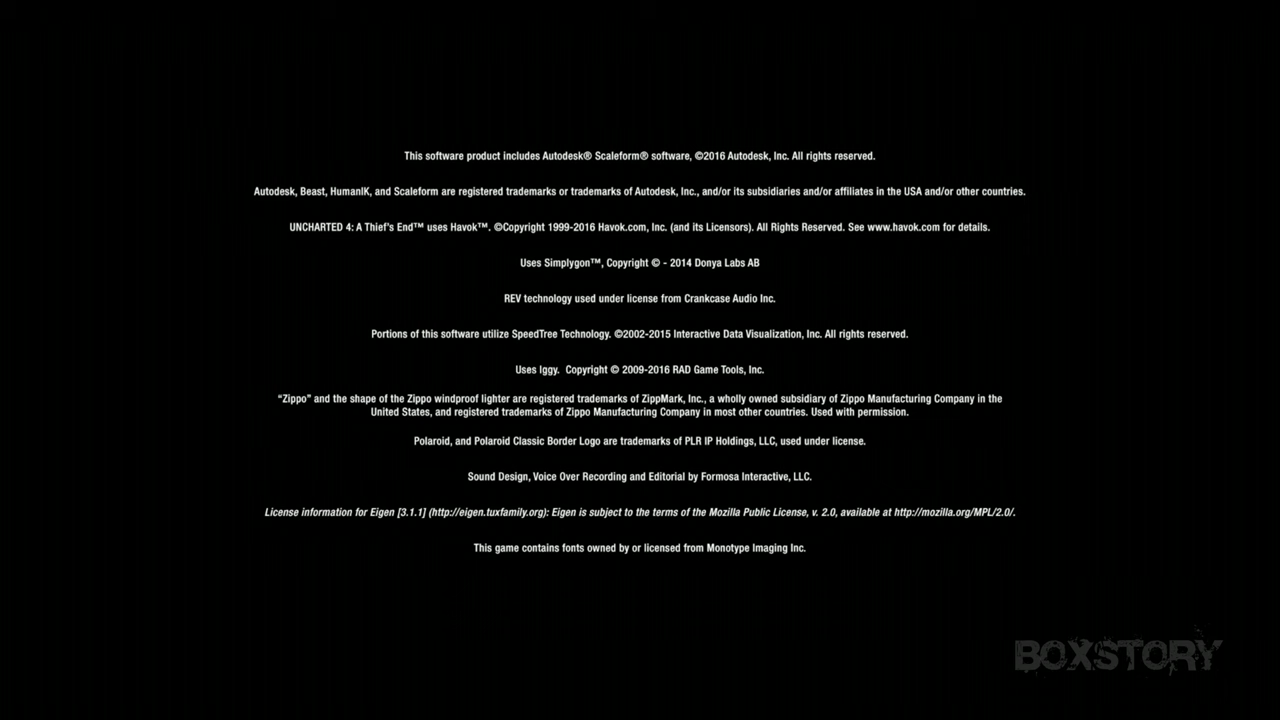 This software product includes Autodesk® Scaleform® software, ©2016 Autodesk, Inc. All rights reserved.
Autodesk, Beast, HumanIK, and Scaleform are registered trademarks or trademarks of Autodesk, Inc., and/or its subsidiaries and/or affiliates in the USA and/or other countries.
UNCHARTED 4: A Thief's End™ uses Havok™. ©Copyright 1999-2016 Havok.com, Inc. (and its Licensors). All Rights Reserved. See www.havok.com for details.
Uses Simplygon™, Copyright © - 2014 Donya Labs AB
REV technology used under license from Crankcase Audio Inc.
Portions of this software utilize SpeedTree Technology. ©2002-2015 Interactive Data Visualization, Inc. All rights reserved.
Uses Iggy.  Copyright © 2009-2016 RAD Game Tools, Inc.
“Zippo” and the shape of the Zippo windproof lighter are registered trademarks of ZippMark, Inc., a wholly owned subsidiary of Zippo Manufacturing Company in the
United States, and registered trademarks of Zippo Manufacturing Company in most other countries. Used with permission.
Polaroid, and Polaroid Classic Border Logo are trademarks of PLR IP Holdings, LLC, used under license.
Sound Design, Voice Over Recording and Editorial by Formosa Interactive, LLC.
License information for Eigen [3.1.1] (http://eigen.tuxfamily.org): Eigen is subject to the terms of the Mozilla Public License, v. 2.0, available at http://mozilla.org/MPL/2.0/.
This game contains fonts owned by or licensed from Monotype Imaging Inc.
BOXSTORY